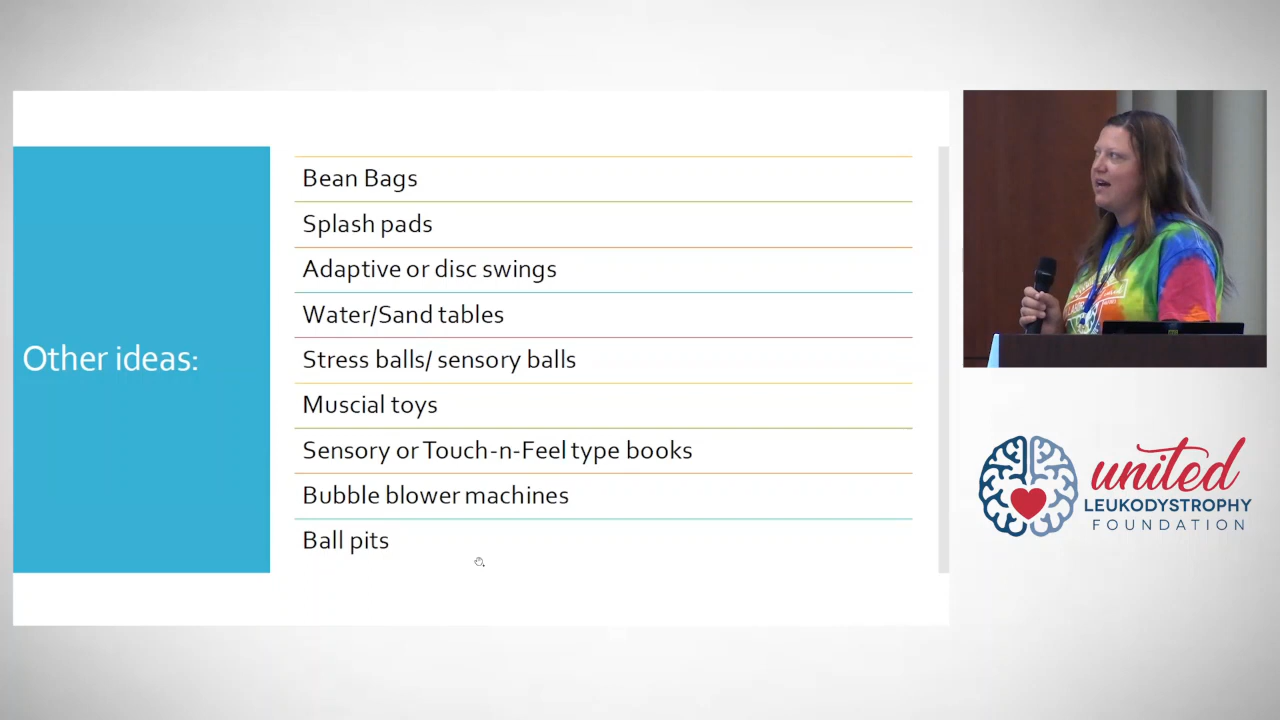 Other ideas:
Bean Bags
Splash pads
Adaptive or disc swings
Water/Sand tables
Stress balls/ sensory balls
Muscial toys
Sensory or Touch-n-Feel type books
Bubble blower machines
Ball pits
united
LEUKODYSTROPHY
FOUNDATION